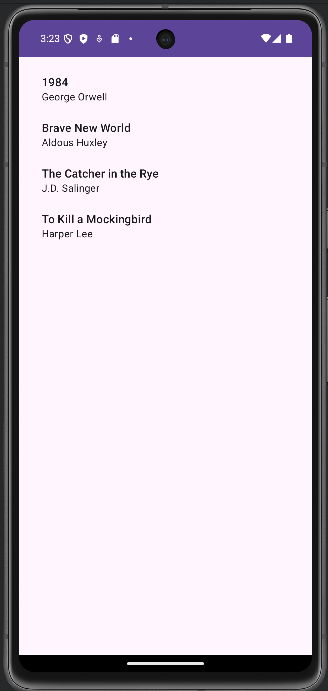 3:23
1984
George Orwell
Brave New World
Aldous Huxley
The Catcher in the Rye
J.D. Salinger
To Kill a Mockingbird
Harper Lee